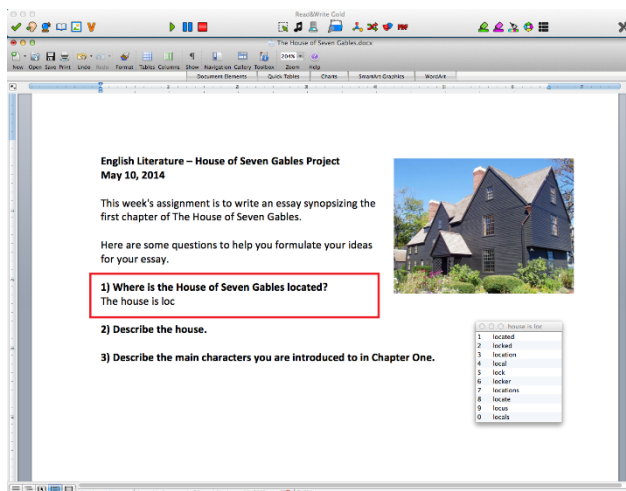 Read&Write Gold
The House of Seven Gables.docx
204%
New Open Save Print Undo Redo Format Tables Columns Show Navigation Gallery Toolbox Zoom Help
Document Elements Quick Tables Charts SmartArt Graphics WordArt
English Literature – House of Seven Gables Project
May 10, 2014
This week's assignment is to write an essay synopsizing the
first chapter of The House of Seven Gables.
Here are some questions to help you formulate your ideas
for your essay.
1) Where is the House of Seven Gables located?
The house is loc
2) Describe the house.
3) Describe the main characters you are introduced to in Chapter One.
house is loc
1 located
2 locked
3 location
4 local
5 lock
6 locker
7 locations
8 locate
9 locus
0 locals